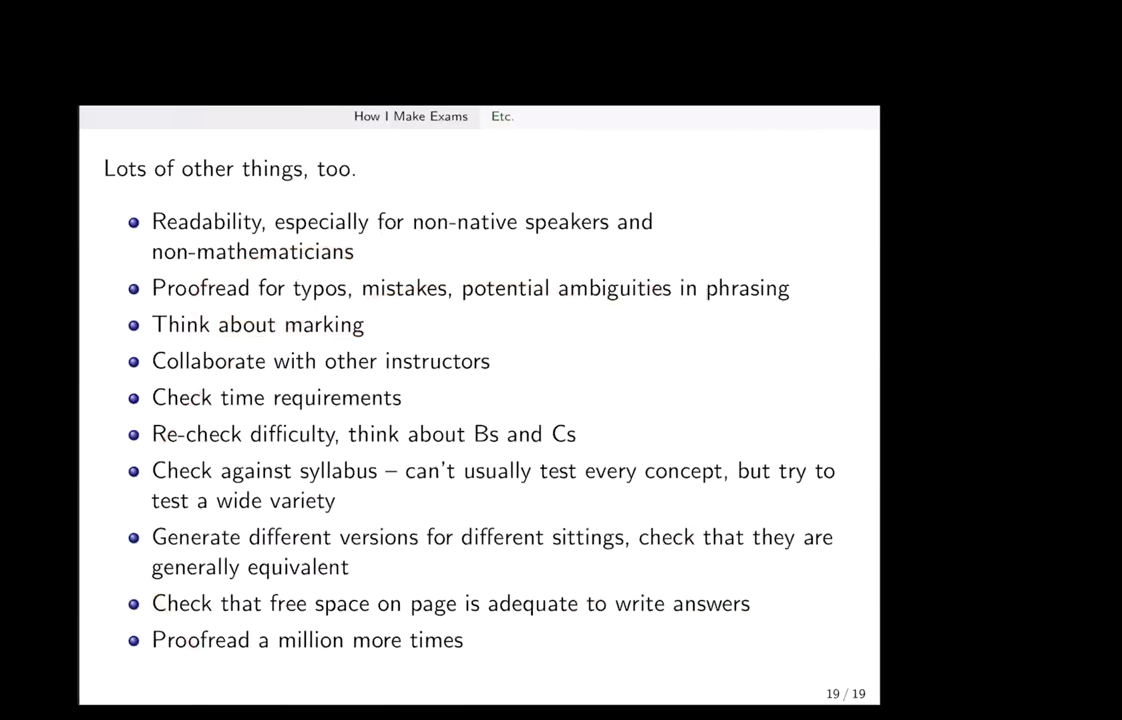 How I Make Exams Etc.
Lots of other things, too.
Readability, especially for non-native speakers and
non-mathematicians
Proofread for typos, mistakes, potential ambiguities in phrasing
Think about marking
Collaborate with other instructors
Check time requirements
Re-check difficulty, think about Bs and Cs
Check against syllabus – can't usually test every concept, but try to
test a wide variety
Generate different versions for different sittings, check that they are
generally equivalent
Check that free space on page is adequate to write answers
Proofread a million more times
19 / 19